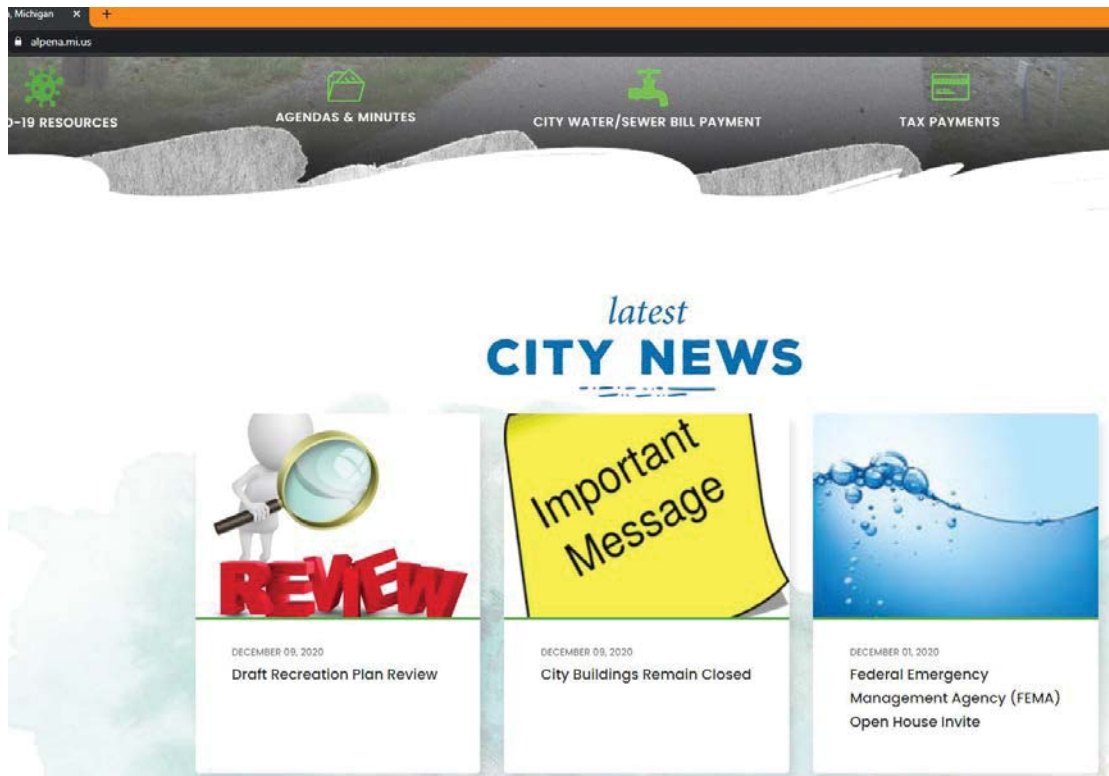 , Michigan
alpena.mi.us
D-19 RESOURCES
AGENDAS & MINUTES
CITY WATER/SEWER BILL PAYMENT
TAX PAYMENTS
latest
CITY NEWS
REVIEW
Important
Message
DECEMBER 09, 2020
Draft Recreation Plan Review
DECEMBER 09, 2020
City Buildings Remain Closed
DECEMBER 01, 2020
Federal Emergency
Management Agency (FEMA)
Open House Invite